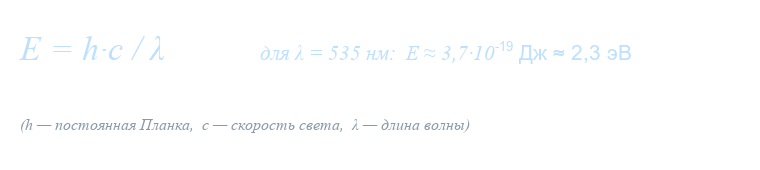 E = h·c / λ   для λ = 535 нм:  E ≈ 3,7·10⁻¹⁹ Дж ≈ 2,3 эВ
(h — постоянная Планка,  c — скорость света,  λ — длина волны)